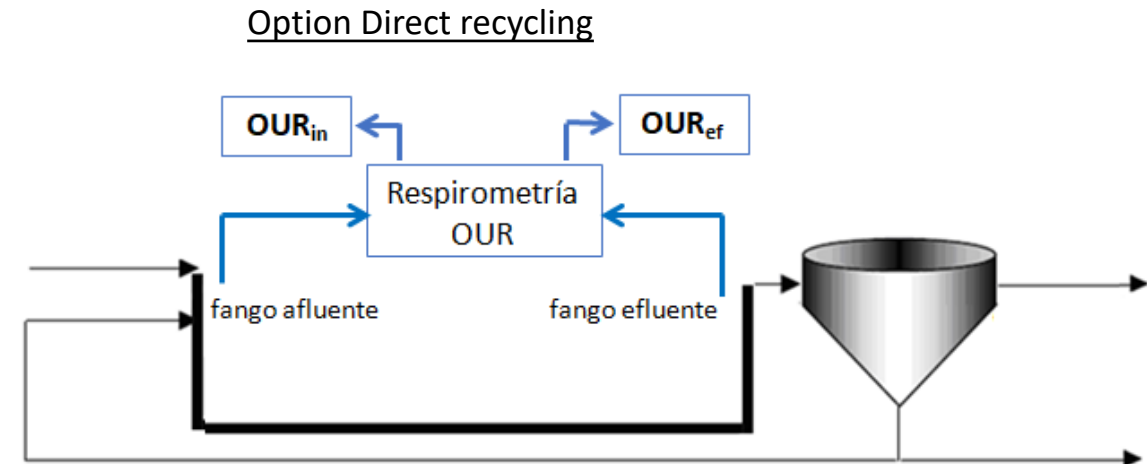 Option Direct recycling
OURin
OURef
Respirometría
OUR
fango afluente
fango efluente